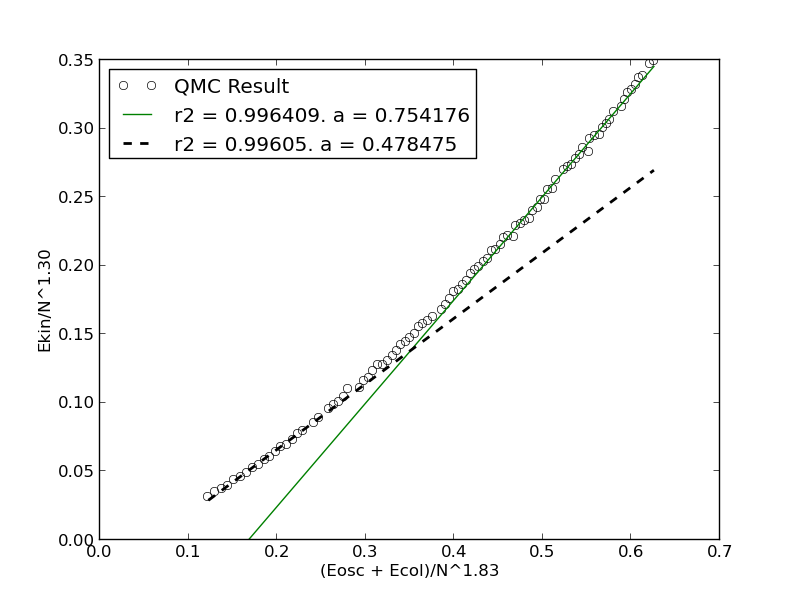 0.35
0.30
0.25
0.20
0.15
0.10
0.05
0.00
Ekin/N^1.30
QMC Result
r2 = 0.996409. a = 0.754176
r2 = 0.99605. a = 0.478475
0.0 0.1 0.2 0.3 0.4 0.5 0.6 0.7
(Eosc + Ecol)/N^1.83